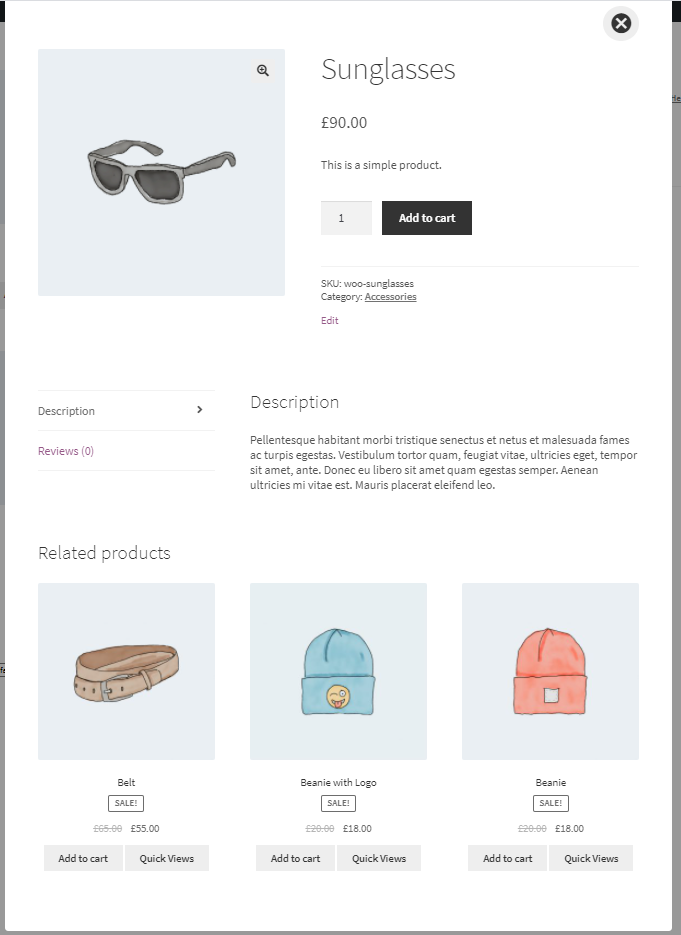 Sunglasses
£90.00
This is a simple product.
1
Add to cart
SKU: woo-sunglasses
Category: Accessories
Edit
Description
Reviews (0)
Description
Pellentesque habitant morbi tristique senectus et netus et malesuada fames
ac turpis egestas. Vestibulum tortor quam, feugiat vitae, ultricies eget, tempor
sit amet, ante. Donec eu libero sit amet quam egestas semper. Aenean
ultricies mi vitae est. Mauris placerat eleifend leo.
Related products
Belt
SALE!
£65.00 £55.00
Add to cart
Quick Views
Beanie with Logo
SALE!
£20.00 £18.00
Add to cart
Quick Views
Beanie
SALE!
£20.00 £18.00
Add to cart
Quick Views